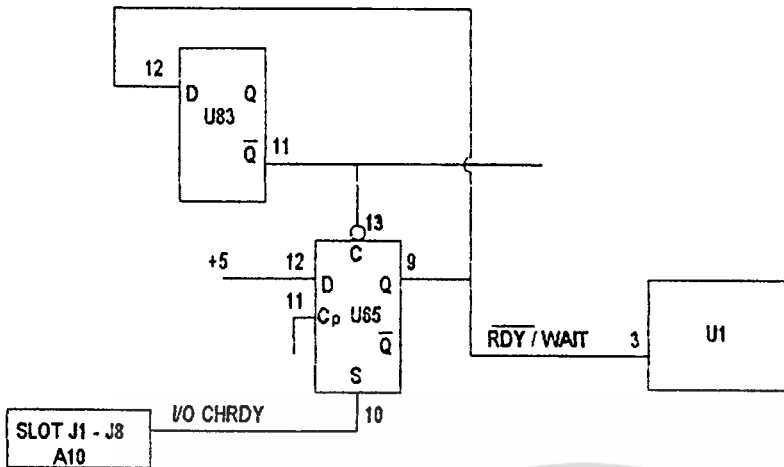 12
D Q
U83
Q̅ 11
13
C
+5 12 D Q 9
11 Cp U65
Q̅
S
10
R̅D̅Y̅ / WAIT 3 U1
I/O CHRDY
SLOT J1 - J8
A10